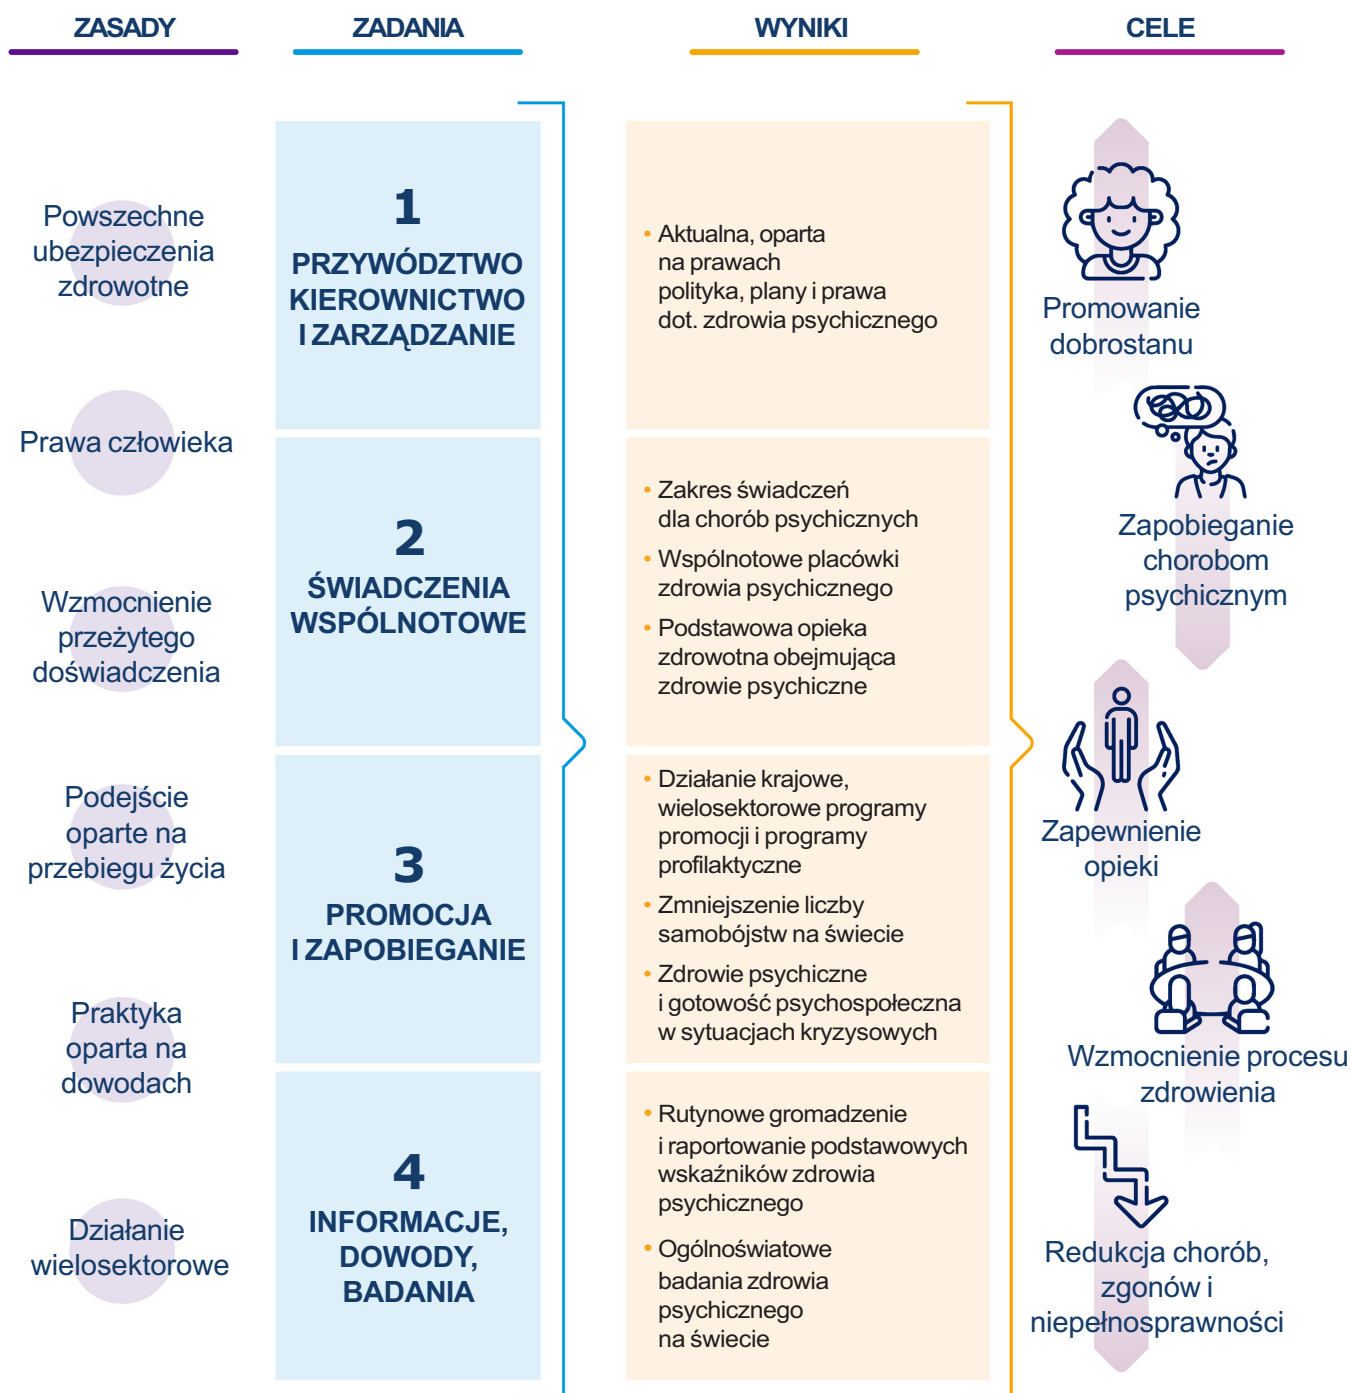 ZASADY
ZADANIA
WYNIKI
CELE
Powszechne
ubezpieczenia
zdrowotne
Prawa człowieka
Wzmocnienie
przeżytego
doświadczenia
Podejście
oparte na
przebiegu życia
Praktyka
oparta na
dowodach
Działanie
wielosektorowe
1
PRZYWÓDZTWO
KIEROWNICTWO
I ZARZĄDZANIE
2
ŚWIADCZENIA
WSPÓLNOTOWE
3
PROMOCJA
I ZAPOBIEGANIE
4
INFORMACJE,
DOWODY,
BADANIA
• Aktualna, oparta
na prawach
polityka, plany i prawa
dot. zdrowia psychicznego
• Zakres świadczeń
dla chorób psychicznych
• Wspólnotowe placówki
zdrowia psychicznego
• Podstawowa opieka
zdrowotna obejmująca
zdrowie psychiczne
• Działanie krajowe,
wielosektorowe programy
promocji i programy
profilaktyczne
• Zmniejszenie liczby
samobójstw na świecie
• Zdrowie psychiczne
i gotowość psychospołeczna
w sytuacjach kryzysowych
• Rutynowe gromadzenie
i raportowanie podstawowych
wskaźników zdrowia
psychicznego
• Ogólnoświatowe
badania zdrowia
psychicznego
na świecie
Promowanie
dobrostanu
Zapobieganie
chorobom
psychicznym
Zapewnienie
opieki
Wzmocnienie procesu
zdrowienia
Redukcja chorób,
zgonów i
niepełnosprawności